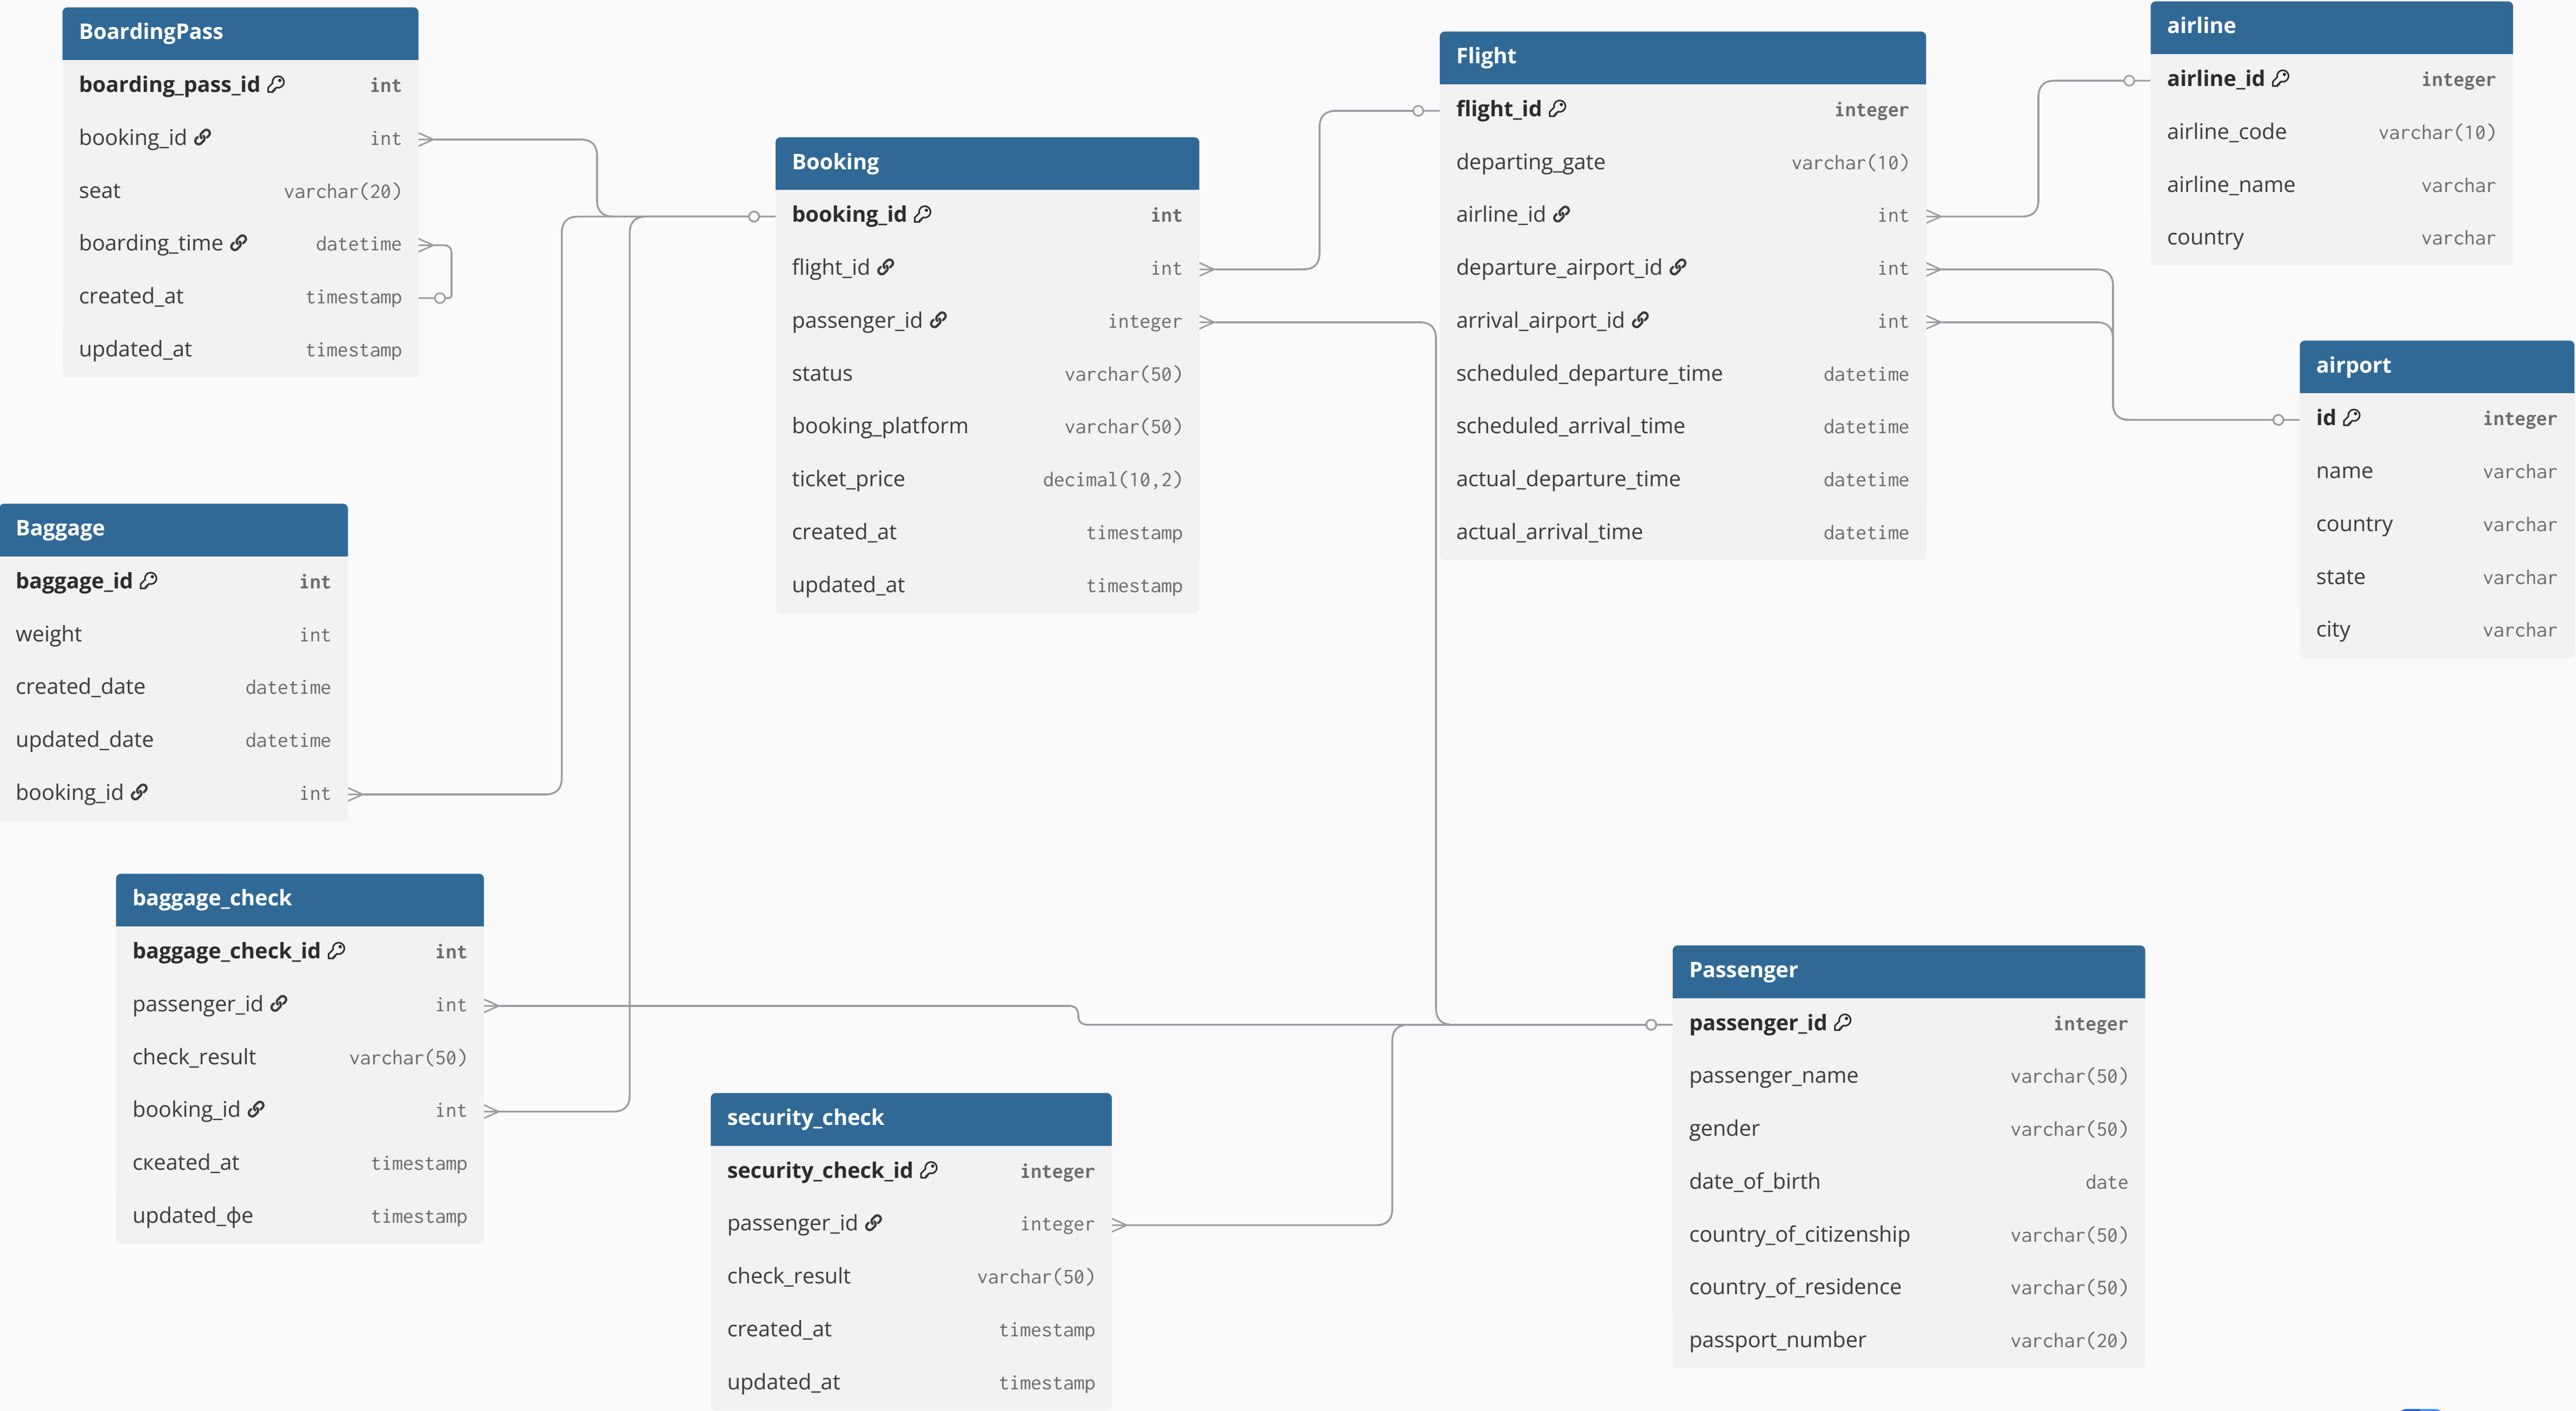 BoardingPass
boarding_pass_id int
booking_id int
seat varchar(20)
boarding_time datetime
created_at timestamp
updated_at timestamp
Booking
booking_id int
flight_id int
passenger_id integer
status varchar(50)
booking_platform varchar(50)
ticket_price decimal(10,2)
created_at timestamp
updated_at timestamp
Flight
flight_id integer
departing_gate varchar(10)
airline_id int
departure_airport_id int
arrival_airport_id int
scheduled_departure_time datetime
scheduled_arrival_time datetime
actual_departure_time datetime
actual_arrival_time datetime
airline
airline_id integer
airline_code varchar(10)
airline_name varchar
country varchar
airport
id integer
name varchar
country varchar
state varchar
city varchar
Baggage
baggage_id int
weight int
created_date datetime
updated_date datetime
booking_id int
baggage_check
baggage_check_id int
passenger_id int
check_result varchar(50)
booking_id int
скeated_at timestamp
updated_фе timestamp
security_check
security_check_id integer
passenger_id integer
check_result varchar(50)
created_at timestamp
updated_at timestamp
Passenger
passenger_id integer
passenger_name varchar(50)
gender varchar(50)
date_of_birth date
country_of_citizenship varchar(50)
country_of_residence varchar(50)
passport_number varchar(20)